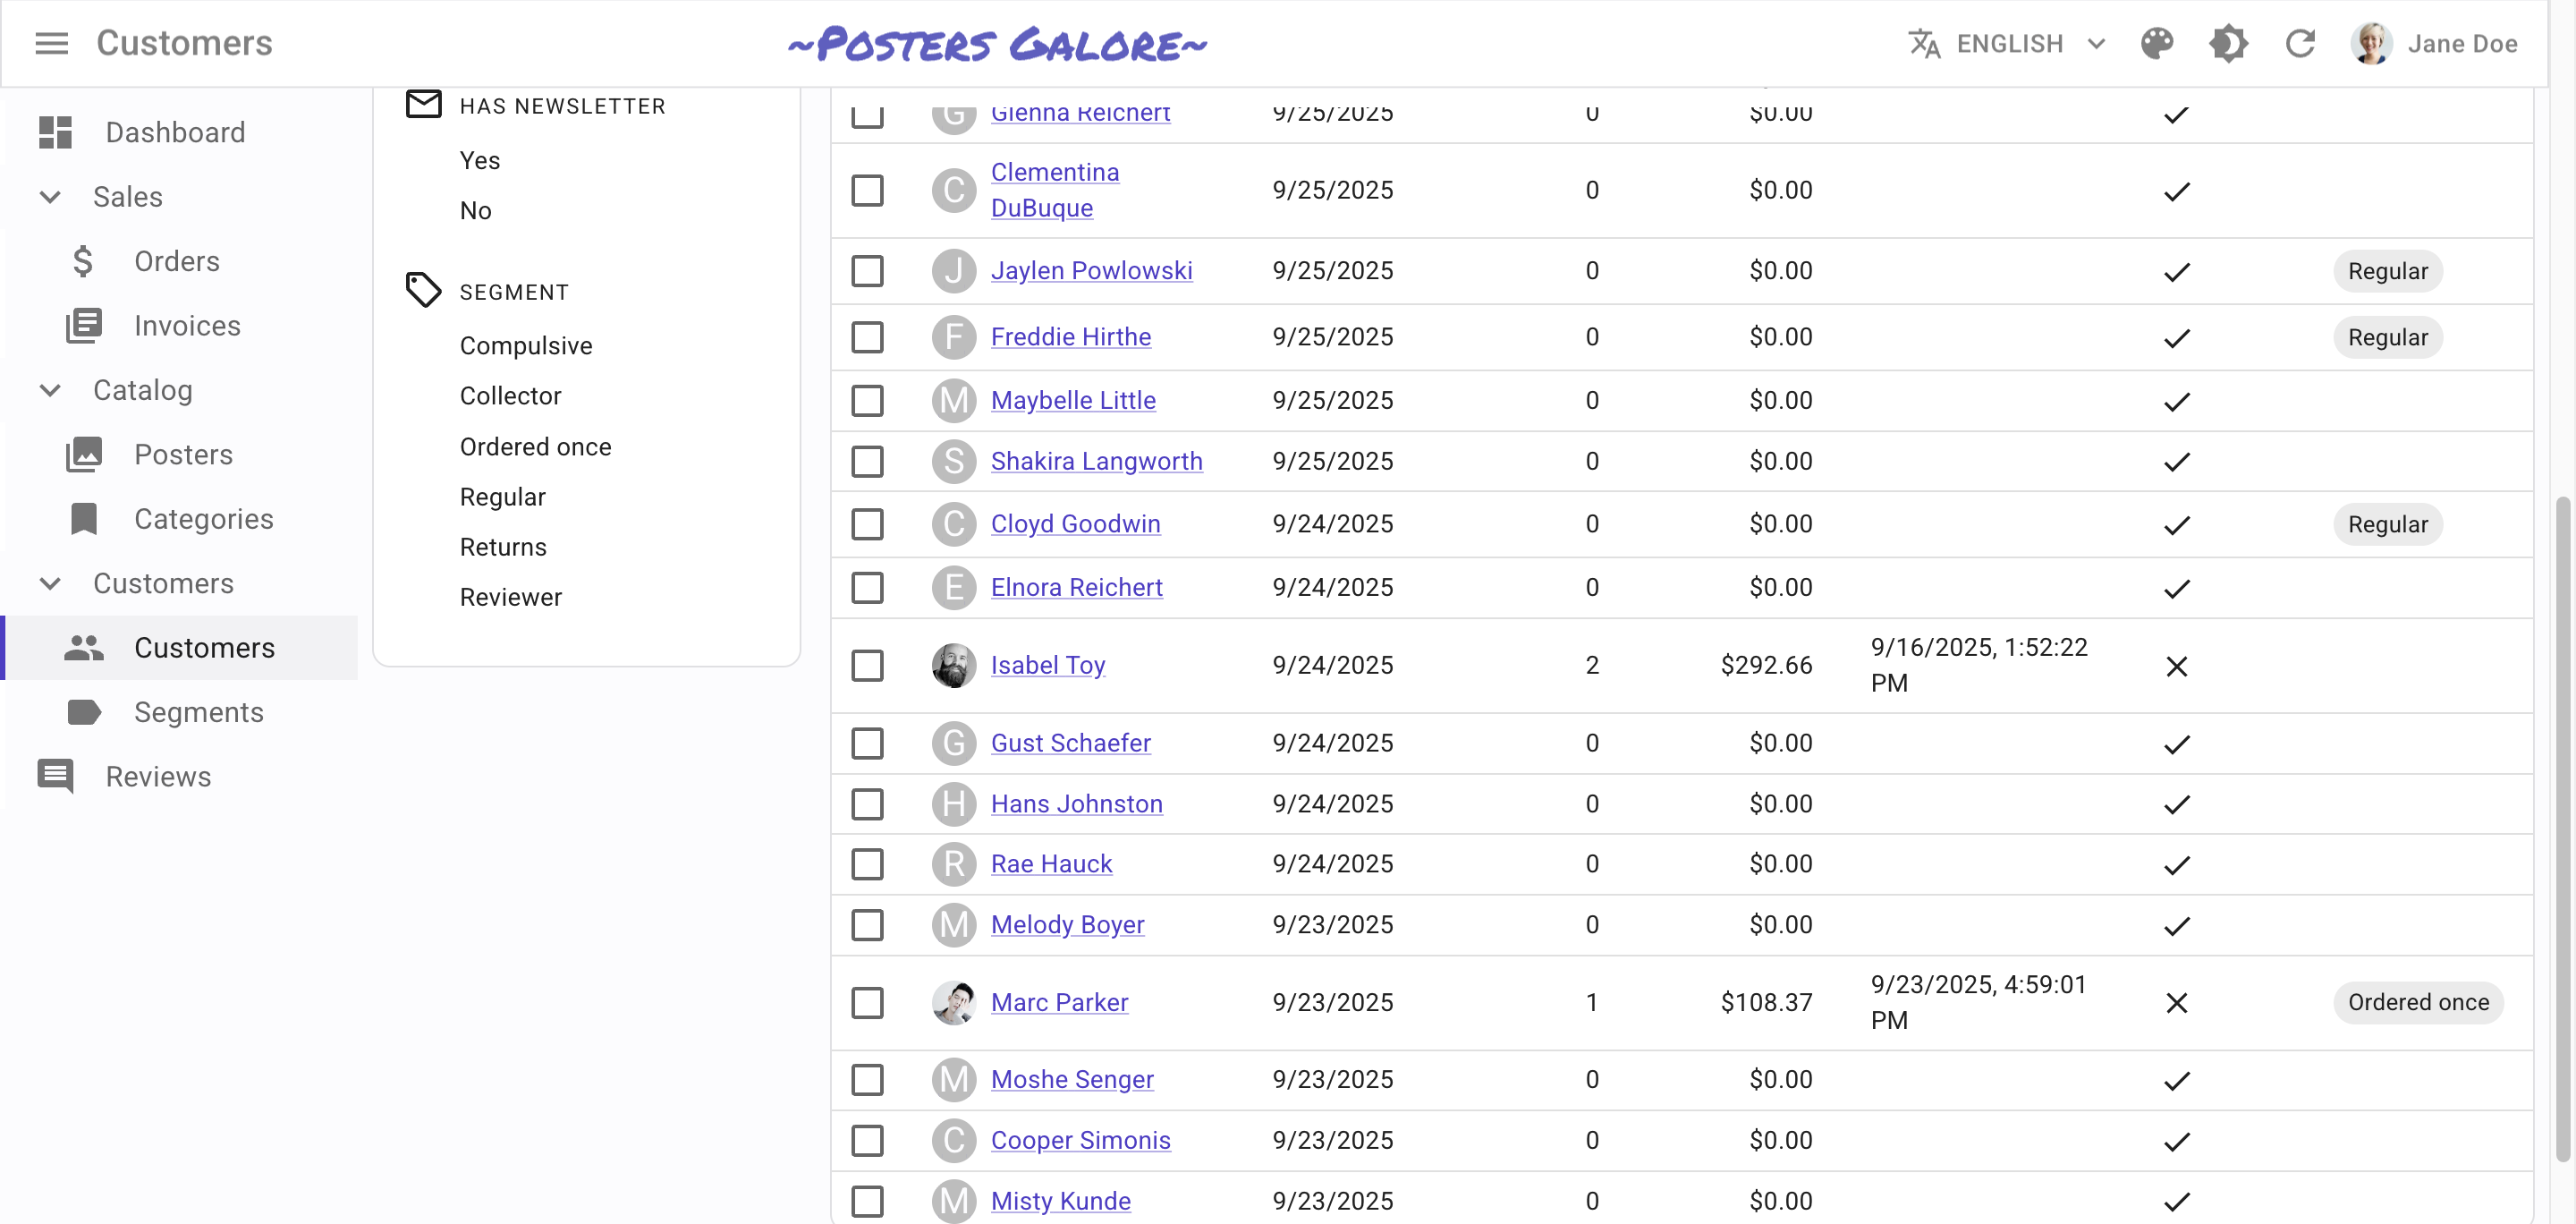 Customers
~Posters Galore~
ENGLISH
Jane Doe
Dashboard
Sales
Orders
Invoices
Catalog
Posters
Categories
Customers
Customers
Segments
Reviews
HAS NEWSLETTER
Yes
No
SEGMENT
Compulsive
Collector
Ordered once
Regular
Returns
Reviewer
G Glenna Reichert 9/25/2025 0 $0.00
C Clementina DuBuque 9/25/2025 0 $0.00
J Jaylen Powlowski 9/25/2025 0 $0.00 Regular
F Freddie Hirthe 9/25/2025 0 $0.00 Regular
M Maybelle Little 9/25/2025 0 $0.00
S Shakira Langworth 9/25/2025 0 $0.00
C Cloyd Goodwin 9/24/2025 0 $0.00 Regular
E Elnora Reichert 9/24/2025 0 $0.00
Isabel Toy 9/24/2025 2 $292.66 9/16/2025, 1:52:22 PM
G Gust Schaefer 9/24/2025 0 $0.00
H Hans Johnston 9/24/2025 0 $0.00
R Rae Hauck 9/24/2025 0 $0.00
M Melody Boyer 9/23/2025 0 $0.00
Marc Parker 9/23/2025 1 $108.37 9/23/2025, 4:59:01 PM Ordered once
M Moshe Senger 9/23/2025 0 $0.00
C Cooper Simonis 9/23/2025 0 $0.00
M Misty Kunde 9/23/2025 0 $0.00